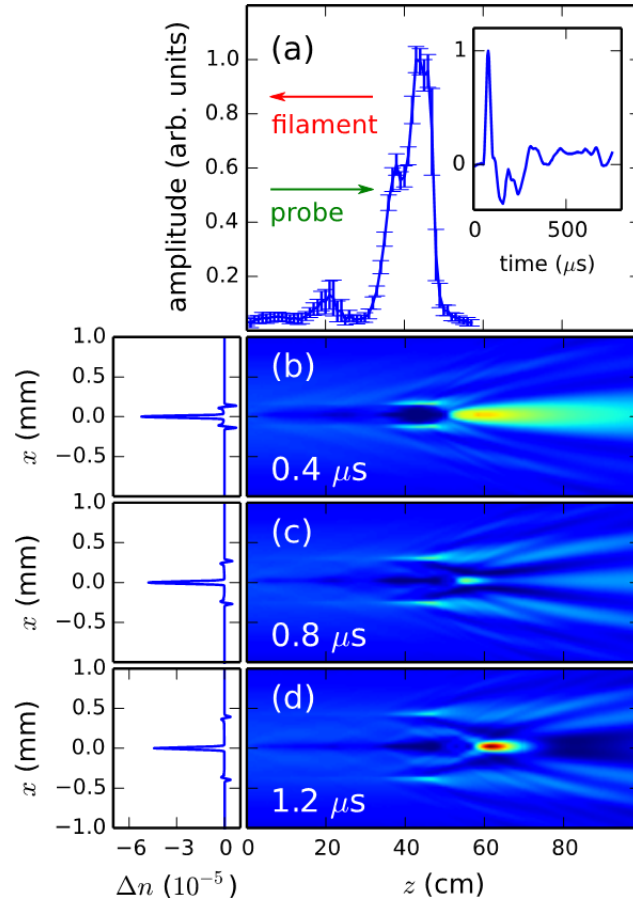 (a)
1
0
0
500
time (μs)
1.0
0.8
0.6
0.4
0.2
amplitude (arb. units)
filament
probe
1.0
0.5
0.0
−0.5
x (mm)
(b)
0.4 μs
0.5
0.0
−0.5
x (mm)
(c)
0.8 μs
1.0
0.5
0.0
−0.5
−1.0
x (mm)
(d)
1.2 μs
−6
−3
0
Δn (10⁻⁵)
0
20
40
60
80
z (cm)